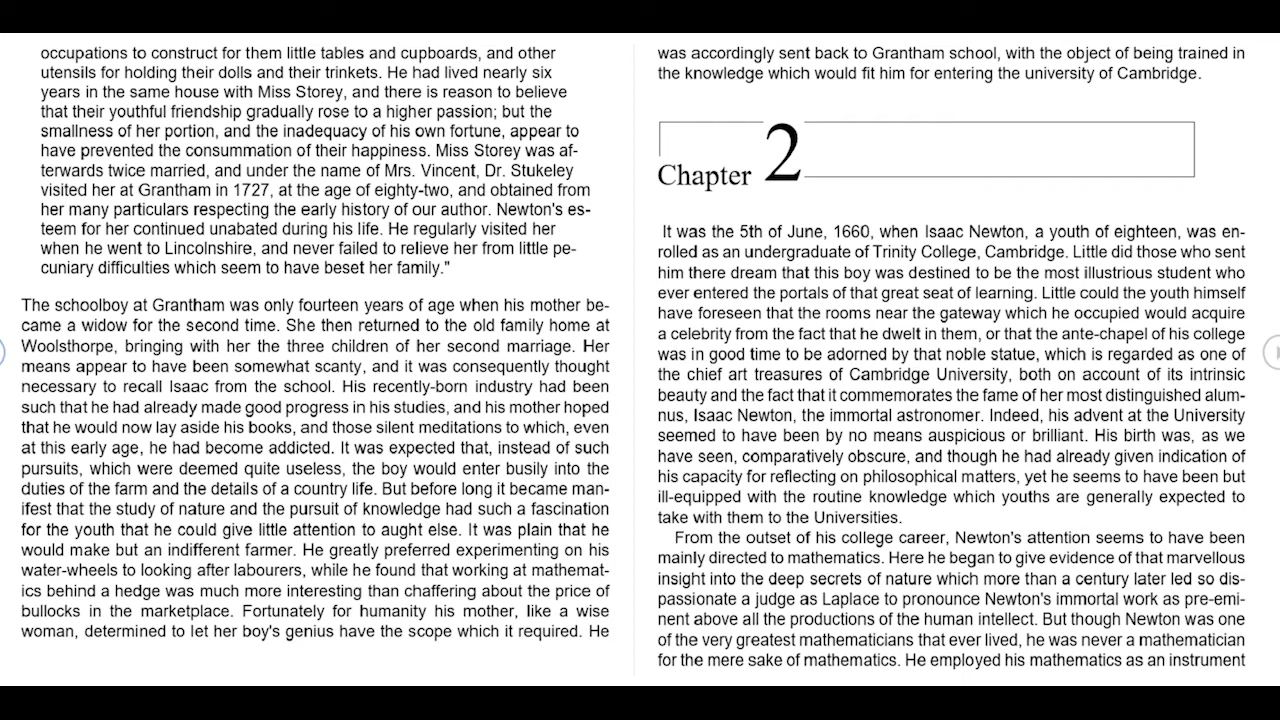 occupations to construct for them little tables and cupboards, and other
utensils for holding their dolls and their trinkets. He had lived nearly six
years in the same house with Miss Storey, and there is reason to believe
that their youthful friendship gradually rose to a higher passion; but the
smallness of her portion, and the inadequacy of his own fortune, appear to
have prevented the consummation of their happiness. Miss Storey was af-
terwards twice married, and under the name of Mrs. Vincent, Dr. Stukeley
visited her at Grantham in 1727, at the age of eighty-two, and obtained from
her many particulars respecting the early history of our author. Newton's es-
teem for her continued unabated during his life. He regularly visited her
when he went to Lincolnshire, and never failed to relieve her from little pe-
cuniary difficulties which seem to have beset her family."
The schoolboy at Grantham was only fourteen years of age when his mother be-
came a widow for the second time. She then returned to the old family home at
Woolsthorpe, bringing with her the three children of her second marriage. Her
means appear to have been somewhat scanty, and it was consequently thought
necessary to recall Isaac from the school. His recently-born industry had been
such that he had already made good progress in his studies, and his mother hoped
that he would now lay aside his books, and those silent meditations to which, even
at this early age, he had become addicted. It was expected that, instead of such
pursuits, which were deemed quite useless, the boy would enter busily into the
duties of the farm and the details of a country life. But before long it became man-
ifest that the study of nature and the pursuit of knowledge had such a fascination
for the youth that he could give little attention to aught else. It was plain that he
would make but an indifferent farmer. He greatly preferred experimenting on his
water-wheels to looking after labourers, while he found that working at mathemat-
ics behind a hedge was much more interesting than chaffering about the price of
bullocks in the marketplace. Fortunately for humanity his mother, like a wise
woman, determined to let her boy's genius have the scope which it required. He
was accordingly sent back to Grantham school, with the object of being trained in
the knowledge which would fit him for entering the university of Cambridge.
Chapter 2
It was the 5th of June, 1660, when Isaac Newton, a youth of eighteen, was en-
rolled as an undergraduate of Trinity College, Cambridge. Little did those who sent
him there dream that this boy was destined to be the most illustrious student who
ever entered the portals of that great seat of learning. Little could the youth himself
have foreseen that the rooms near the gateway which he occupied would acquire
a celebrity from the fact that he dwelt in them, or that the ante-chapel of his college
was in good time to be adorned by that noble statue, which is regarded as one of
the chief art treasures of Cambridge University, both on account of its intrinsic
beauty and the fact that it commemorates the fame of her most distinguished alum-
nus, Isaac Newton, the immortal astronomer. Indeed, his advent at the University
seemed to have been by no means auspicious or brilliant. His birth was, as we
have seen, comparatively obscure, and though he had already given indication of
his capacity for reflecting on philosophical matters, yet he seems to have been but
ill-equipped with the routine knowledge which youths are generally expected to
take with them to the Universities.
From the outset of his college career, Newton's attention seems to have been
mainly directed to mathematics. Here he began to give evidence of that marvellous
insight into the deep secrets of nature which more than a century later led so dis-
passionate a judge as Laplace to pronounce Newton's immortal work as pre-emi-
nent above all the productions of the human intellect. But though Newton was one
of the very greatest mathematicians that ever lived, he was never a mathematician
for the mere sake of mathematics. He employed his mathematics as an instrument